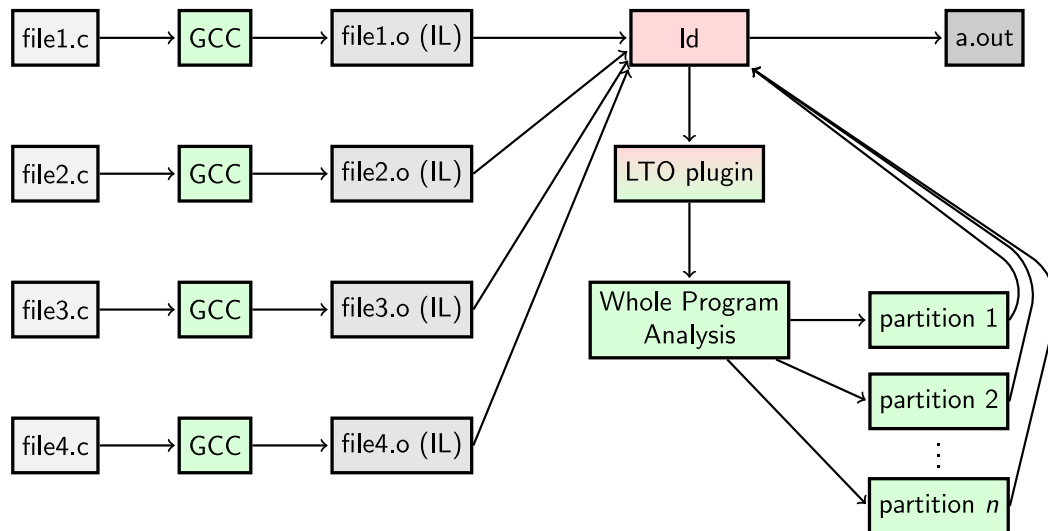 file1.c
GCC
file1.o (IL)
ld
a.out
file2.c
GCC
file2.o (IL)
LTO plugin
file3.c
GCC
file3.o (IL)
Whole Program
Analysis
partition 1
partition 2
⋮
file4.c
GCC
file4.o (IL)
partition n